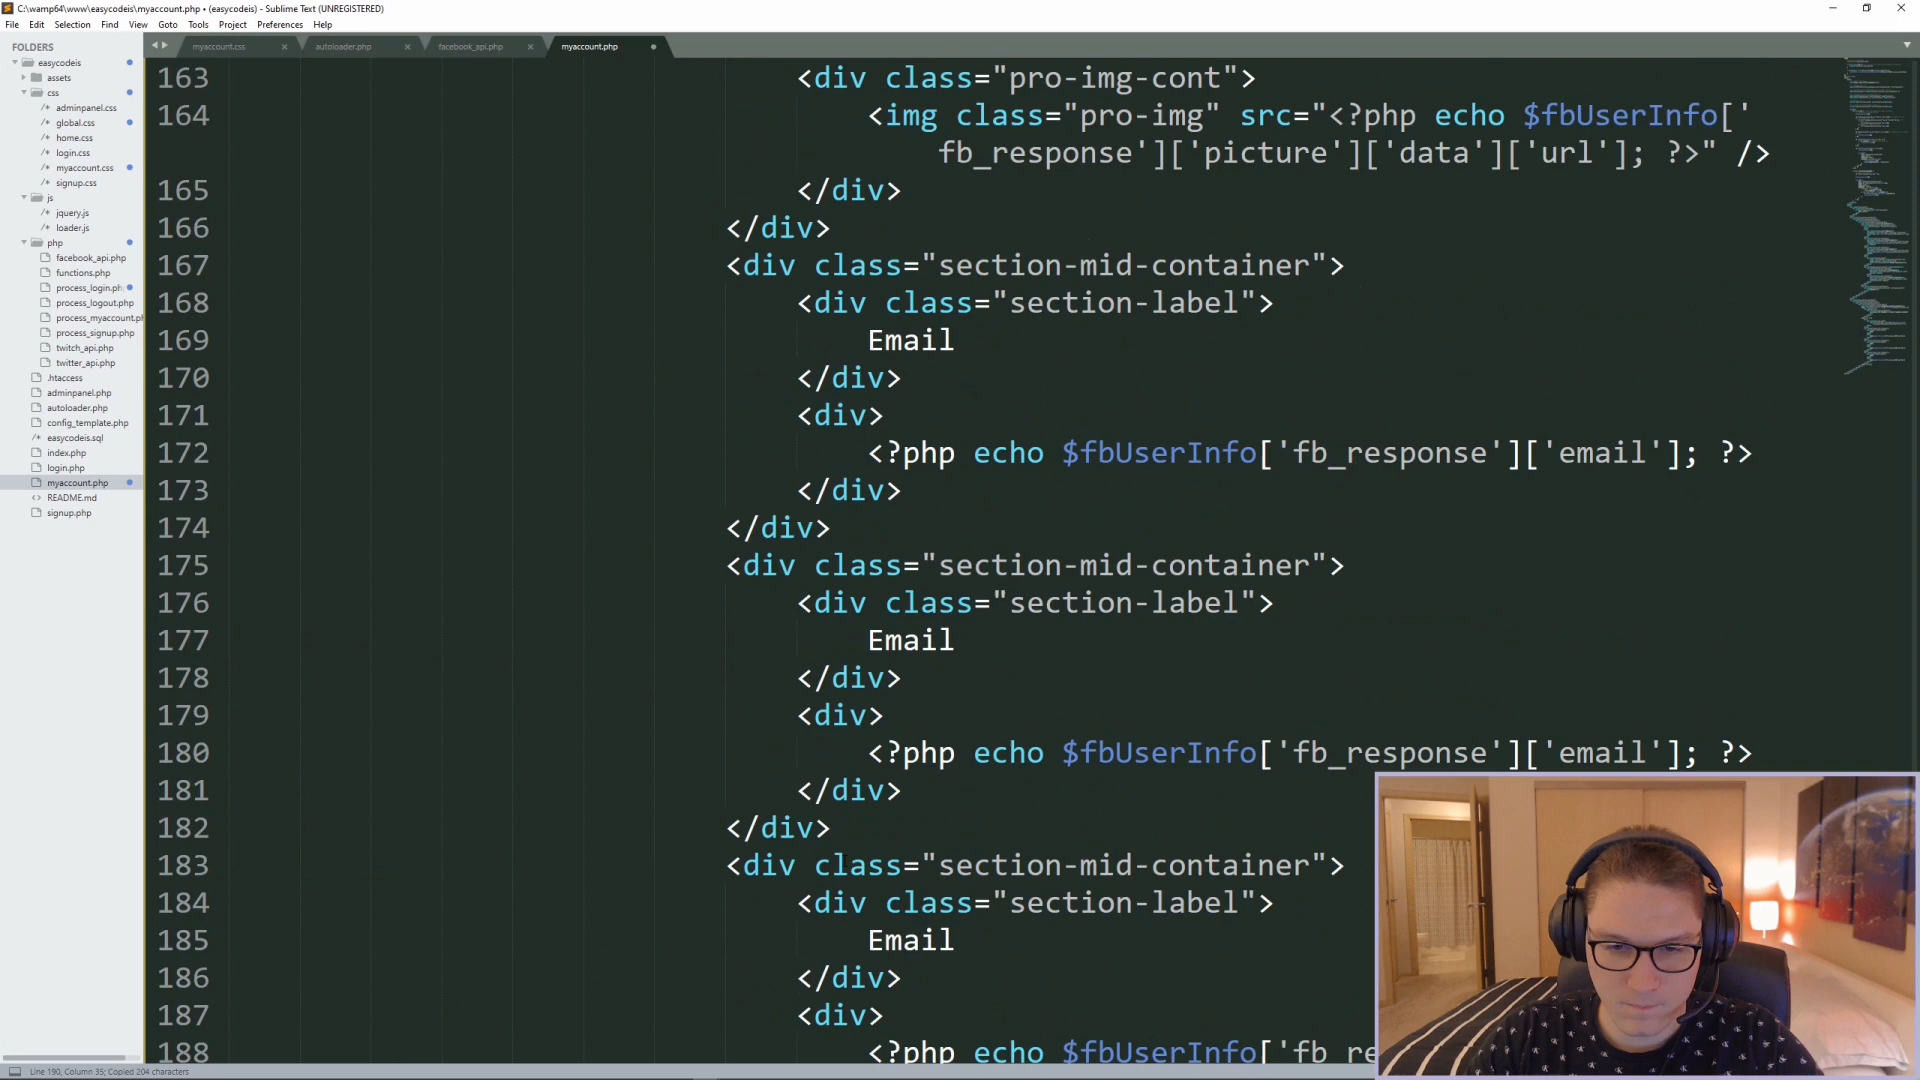 C:\wamp64\www\easycodeis\myaccount.php • (easycodeis) - Sublime Text (UNREGISTERED)
File Edit Selection Find View Goto Tools Project Preferences Help
FOLDERS
easycodeis
assets
css
adminpanel.css
global.css
home.css
login.css
myaccount.css
signup.css
js
jquery.js
loader.js
php
facebook_api.php
functions.php
process_login.ph
process_logout.php
process_myaccount.ph
process_signup.php
twitch_api.php
twitter_api.php
.htaccess
adminpanel.php
autoloader.php
config_template.php
easycodeis.sql
index.php
login.php
myaccount.php
README.md
signup.php
myaccount.css × autoloader.php × facebook_api.php × myaccount.php
163 <div class="pro-img-cont">
164 <img class="pro-img" src="<?php echo $fbUserInfo['
fb_response']['picture']['data']['url']; ?>" />
165 </div>
166 </div>
167 <div class="section-mid-container">
168 <div class="section-label">
169 Email
170 </div>
171 <div>
172 <?php echo $fbUserInfo['fb_response']['email']; ?>
173 </div>
174 </div>
175 <div class="section-mid-container">
176 <div class="section-label">
177 Email
178 </div>
179 <div>
180 <?php echo $fbUserInfo['fb_response']['email']; ?>
181 </div>
182 </div>
183 <div class="section-mid-container">
184 <div class="section-label">
185 Email
186 </div>
187 <div>
188 <?php echo $fbUserInfo['fb_re
Line 190, Column 35; Copied 204 characters